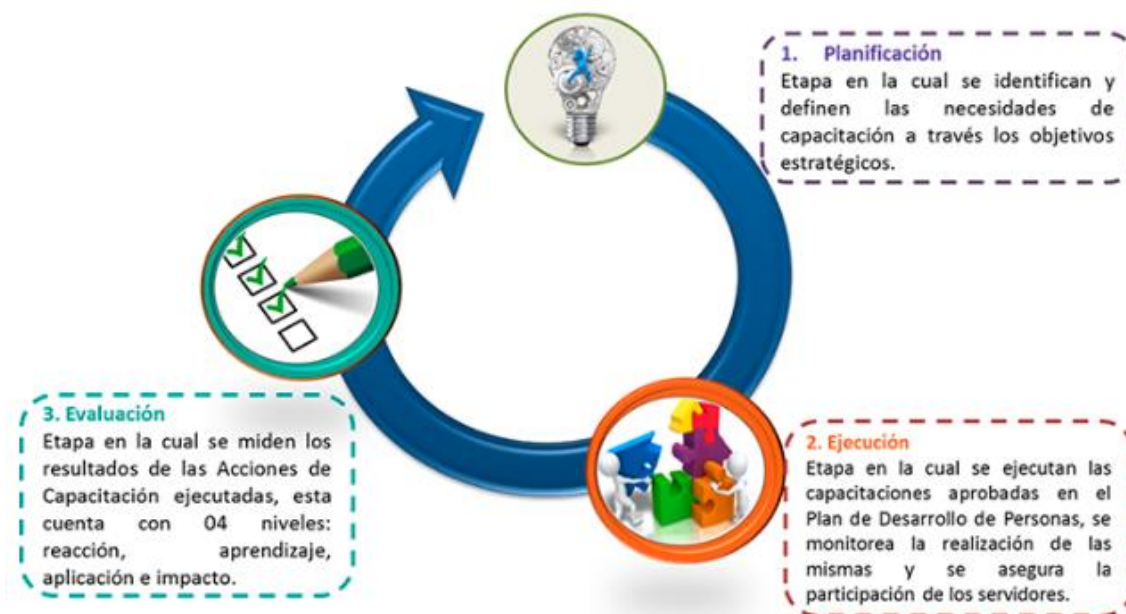 1. Planificación
Etapa en la cual se identifican y
definen las necesidades de
capacitación a través los objetivos
estratégicos.
2. Ejecución
Etapa en la cual se ejecutan las
capacitaciones aprobadas en el
Plan de Desarrollo de Personas, se
monitorea la realización de las
mismas y se asegura la
participación de los servidores.
3. Evaluación
Etapa en la cual se miden los
resultados de las Acciones de
Capacitación ejecutadas, esta
cuenta con 04 niveles:
reacción, aprendizaje,
aplicación e impacto.